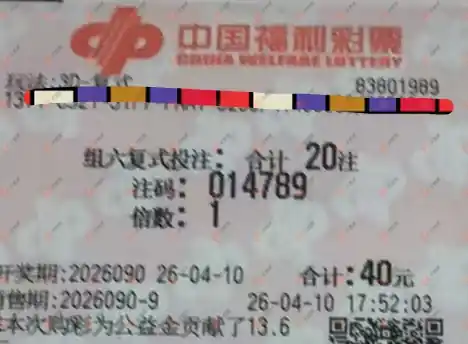 中国福利彩票
CHINA WELFARE LOTTERY
玩法:3D-复式
83801989
组六复式投注: 合计 20注
注码: 014789
倍数: 1
开奖期:2026090 26-04-10 合计:40元
销售期:2026090-9 26-04-10 17:52:03
本次购彩为公益金贡献了13.6